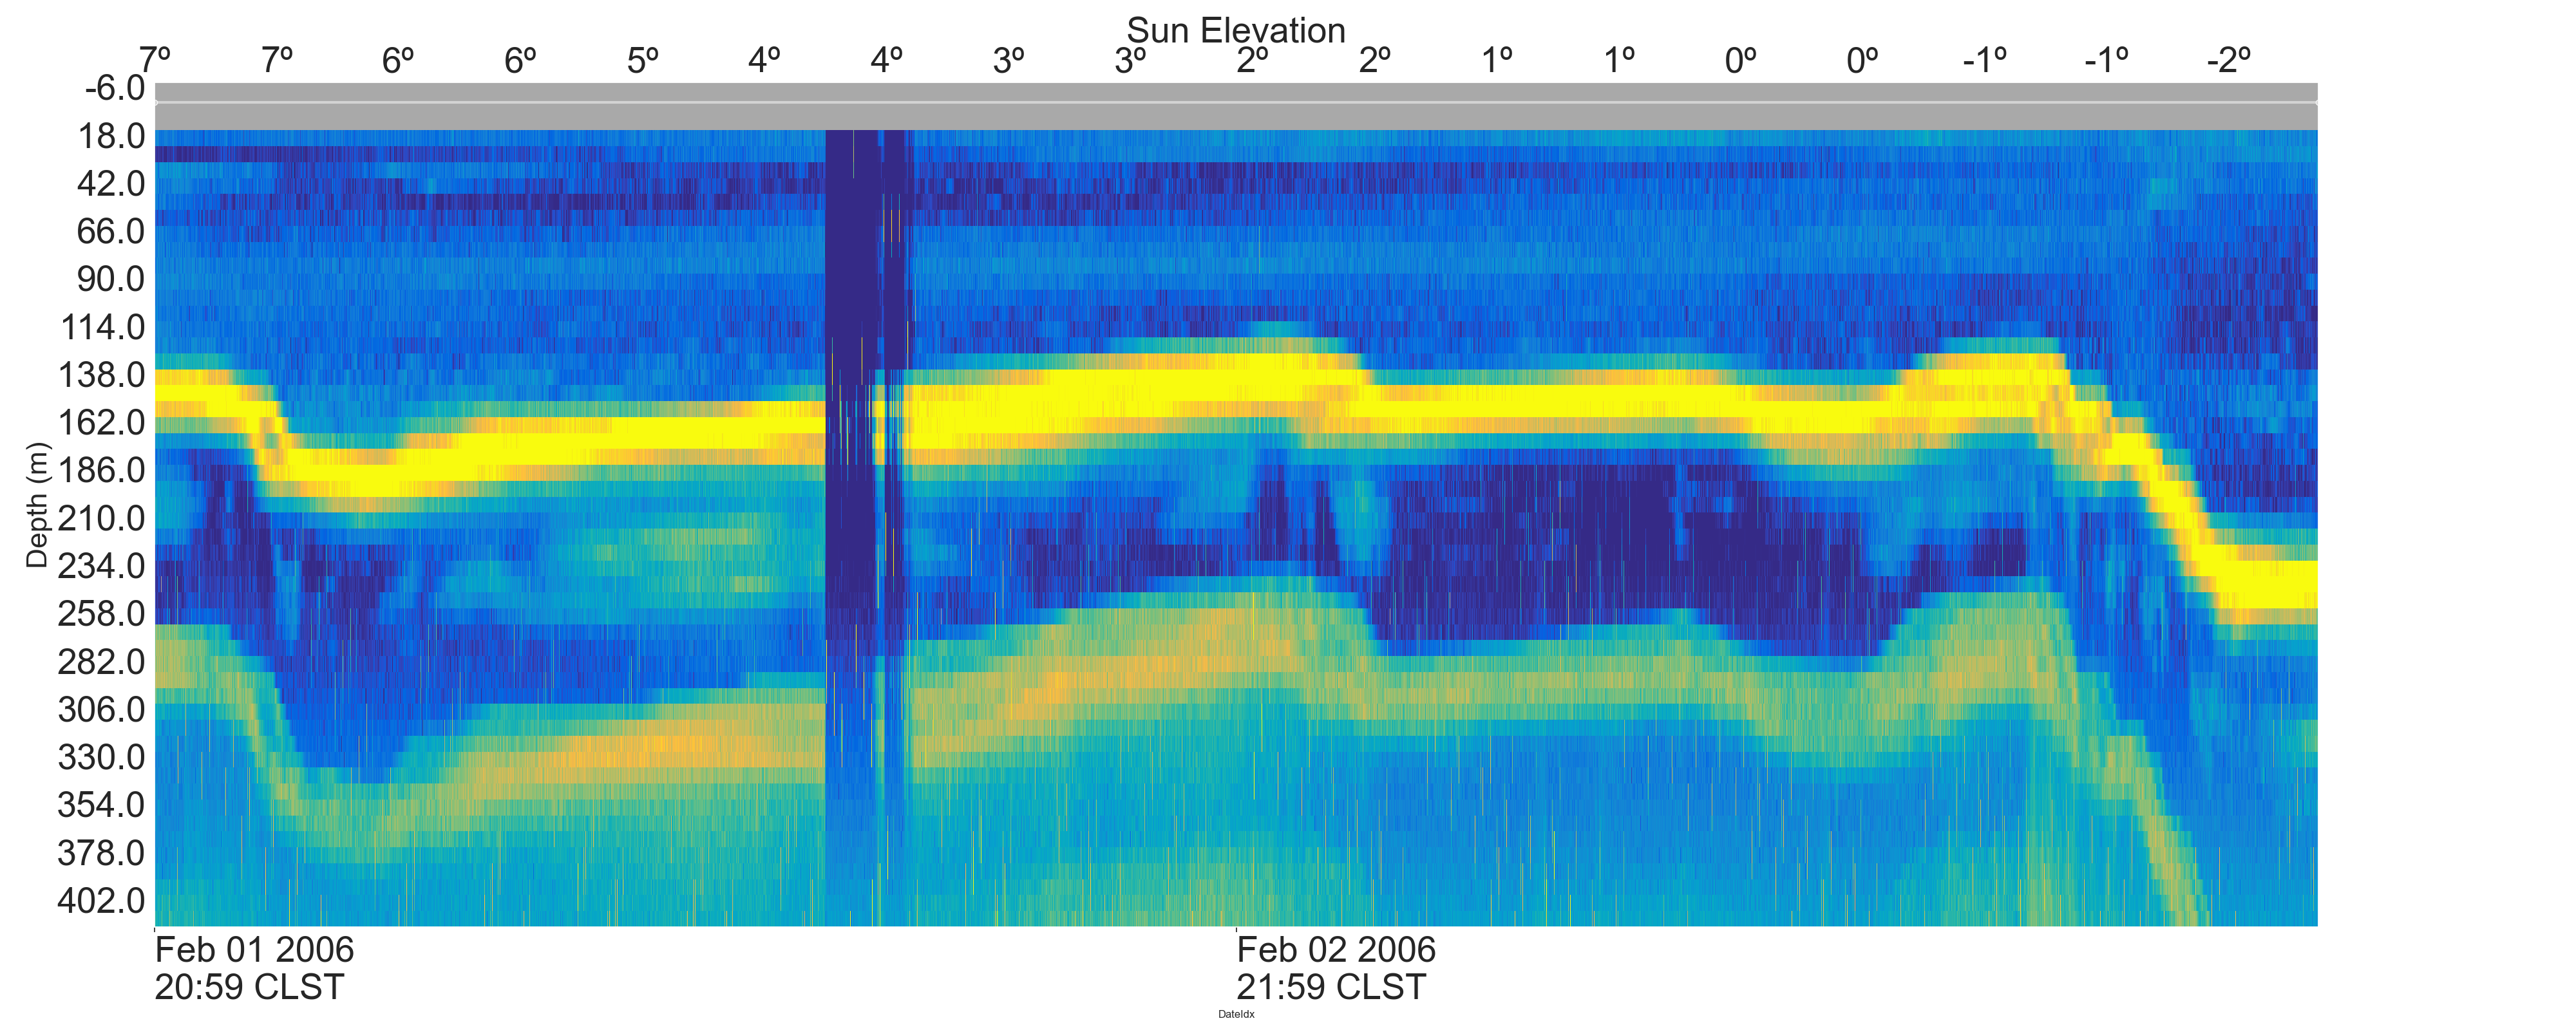 Sun Elevation
7º 7º 6º 6º 5º 4º 4º 3º 3º 2º 2º 1º 1º 0º 0º -1º -1º -2º
-6.0
18.0
42.0
66.0
90.0
114.0
138.0
162.0
186.0
210.0
234.0
258.0
282.0
306.0
330.0
354.0
378.0
402.0
Depth (m)
Feb 01 2006
20:59 CLST
Feb 02 2006
21:59 CLST
DateIdx